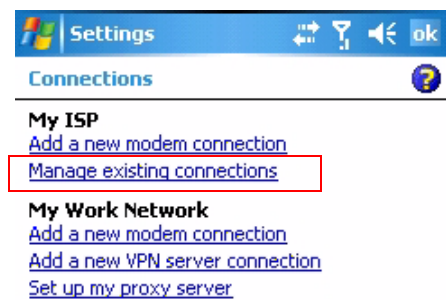 Settings
ok
Connections
?
My ISP
Add a new modem connection
Manage existing connections
My Work Network
Add a new modem connection
Add a new VPN server connection
Set up my proxy server